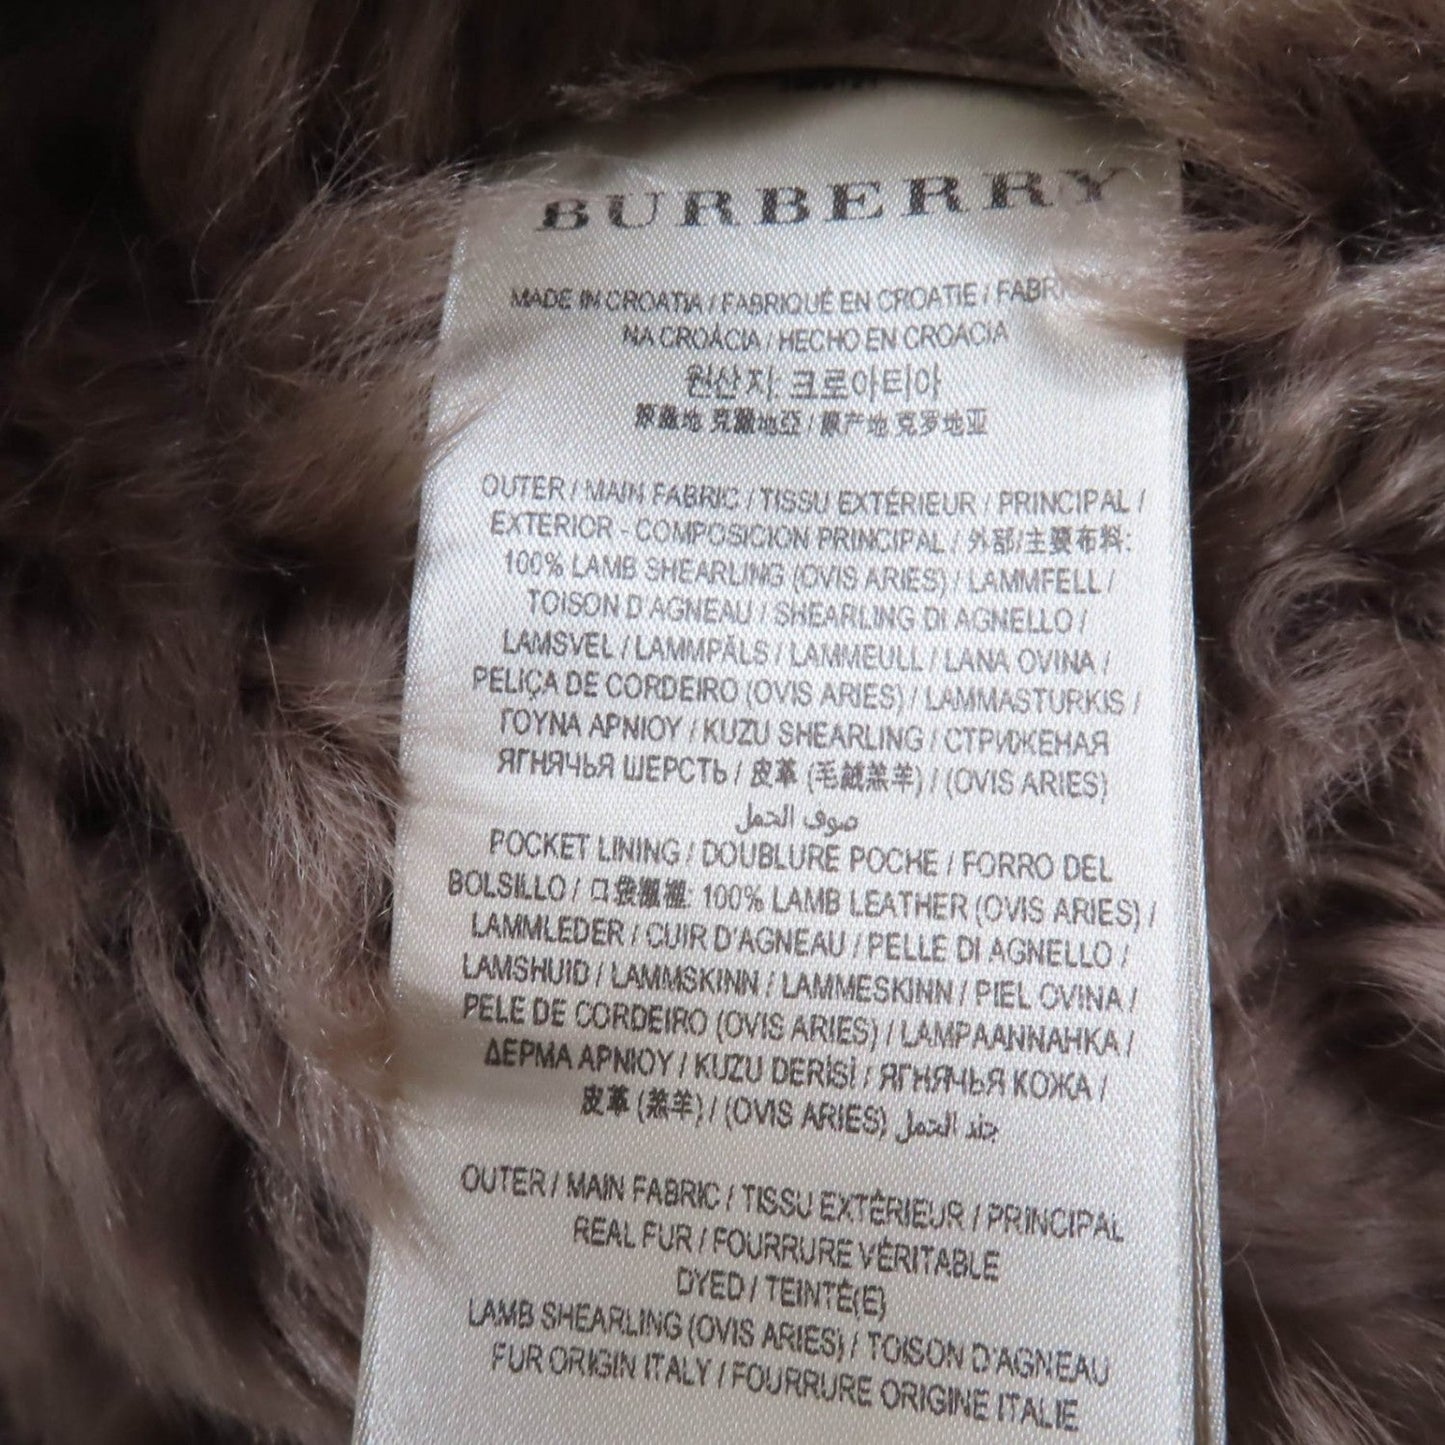 BURBERRY
MADE IN CROATIA / FABRIQUÉ EN CROATIE /
NA CROÁCIA / HECHO EN CROACIA
원산지: 크로아티아
原產地 克羅地亞 / 原产地 克罗地亚
OUTER / MAIN FABRIC / TISSU EXTÉRIEUR / PRINCIPAL /
EXTERIOR - COMPOSICION PRINCIPAL / 外部/主要布料:
100% LAMB SHEARLING (OVIS ARIES) / LAMMFELL /
TOISON D'AGNEAU / SHEARLING DI AGNELLO /
LAMSVEL / LAMMPÄLS / LAMMEULL / LANA OVINA /
PELIÇA DE CORDEIRO (OVIS ARIES) / LAMMASTURKIS /
ΓΟΥΝΑ ΑΡΝΙΟΥ / KUZU SHEARLING / СТРИЖЕНАЯ
ЯГНЯЧЬЯ ШЕРСТЬ / 皮革 (毛絨羔羊) / (OVIS ARIES)
صوف الحمل
POCKET LINING / DOUBLURE POCHE / FORRO DEL
BOLSILLO / 口袋襯裡: 100% LAMB LEATHER (OVIS ARIES) /
LAMMLEDER / CUIR D'AGNEAU / PELLE DI AGNELLO /
LAMSHUID / LAMMSKINN / LAMMESKINN / PIEL OVINA /
PELE DE CORDEIRO (OVIS ARIES) / LAMPAANNAHKA /
ΔΕΡΜΑ ΑΡΝΙΟΥ / KUZU DERİSİ / ЯГНЯЧЬЯ КОЖА /
皮革 (羔羊) / (OVIS ARIES) جلد الحمل
OUTER / MAIN FABRIC / TISSU EXTÉRIEUR / PRINCIPAL
REAL FUR / FOURRURE VÉRITABLE
DYED / TEINTÉ(E)
LAMB SHEARLING (OVIS ARIES) / TOISON D'AGNEAU
FUR ORIGIN ITALY / FOURRURE ORIGINE ITALIE